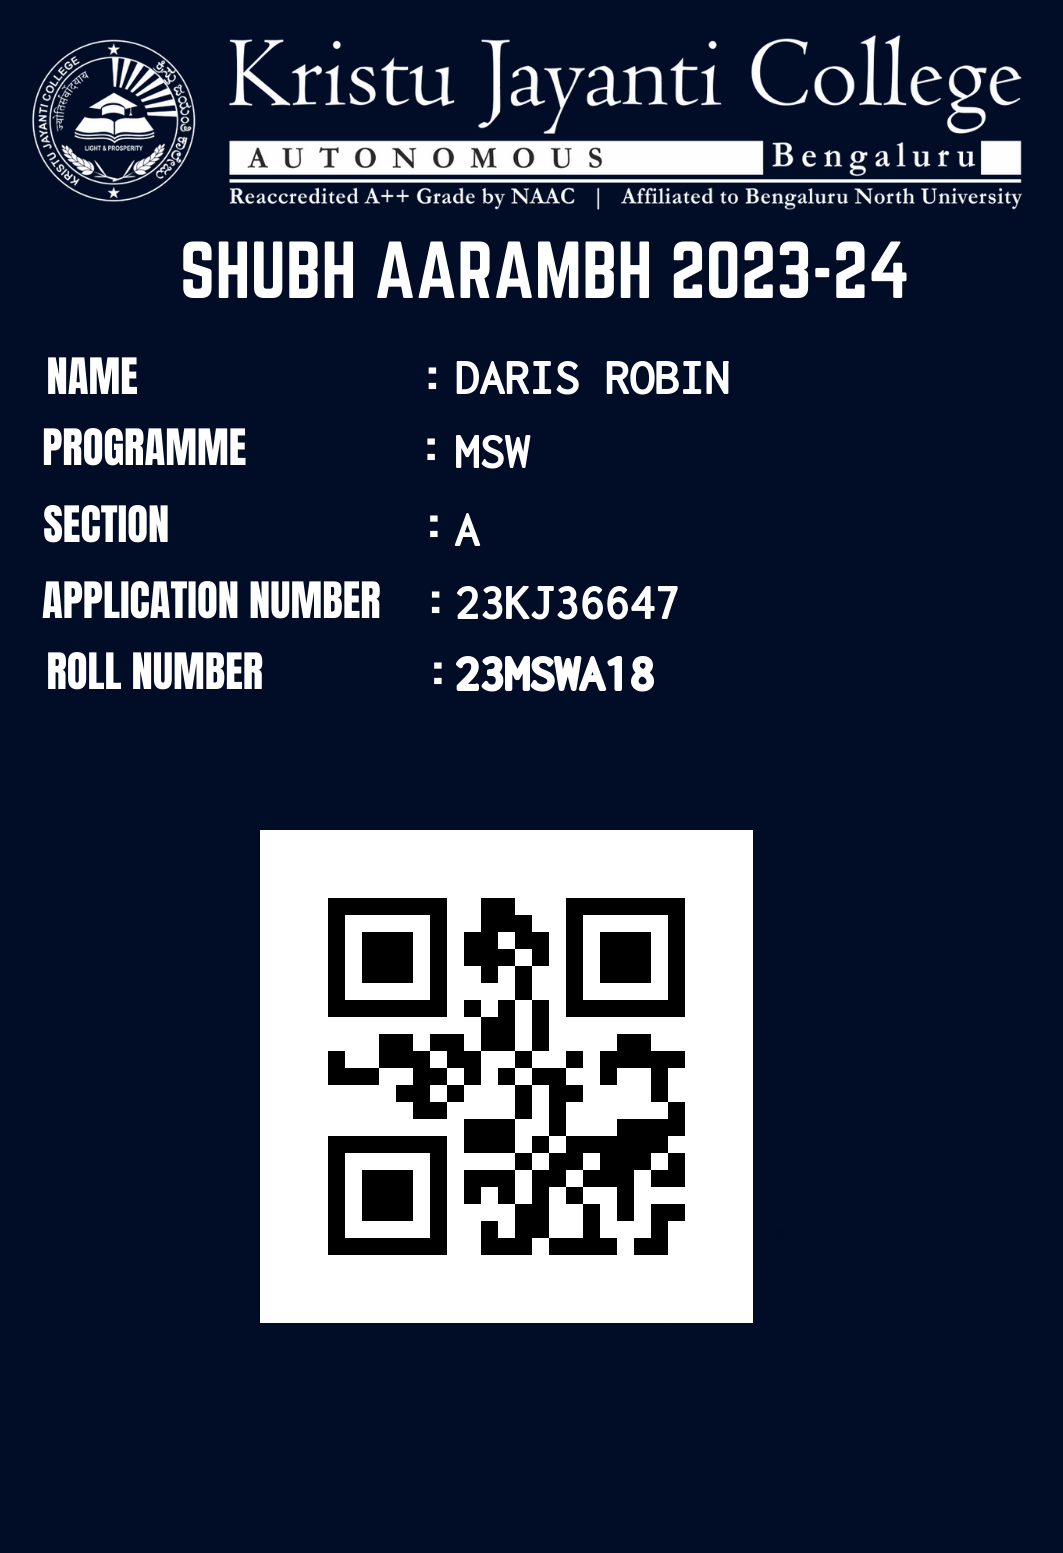 Kristu Jayanti College
AUTONOMOUS Bengaluru
Reaccredited A++ Grade by NAAC | Affiliated to Bengaluru North University
KRISTU JAYANTI COLLEGE
LIGHT & PROSPERITY
SHUBH AARAMBH 2023-24
NAME : DARIS ROBIN
PROGRAMME : MSW
SECTION : A
APPLICATION NUMBER : 23KJ36647
ROLL NUMBER : 23MSWA18